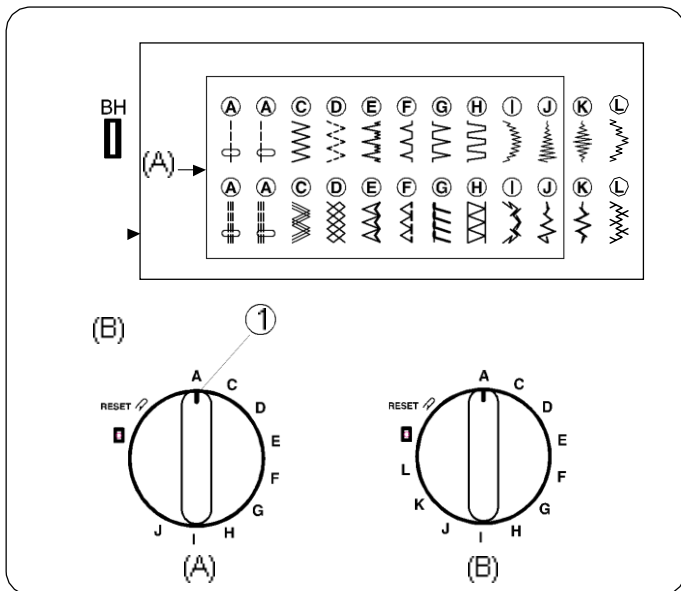 BH
Ⓐ Ⓐ Ⓒ Ⓓ Ⓔ Ⓕ Ⓖ Ⓗ Ⓘ Ⓙ Ⓚ Ⓛ
(A)
Ⓐ Ⓐ Ⓒ Ⓓ Ⓔ Ⓕ Ⓖ Ⓗ Ⓘ Ⓙ Ⓚ Ⓛ
(B)
①
RESET A C D E F G H I J
(A)
RESET A C D E F G H I J K L
(B)